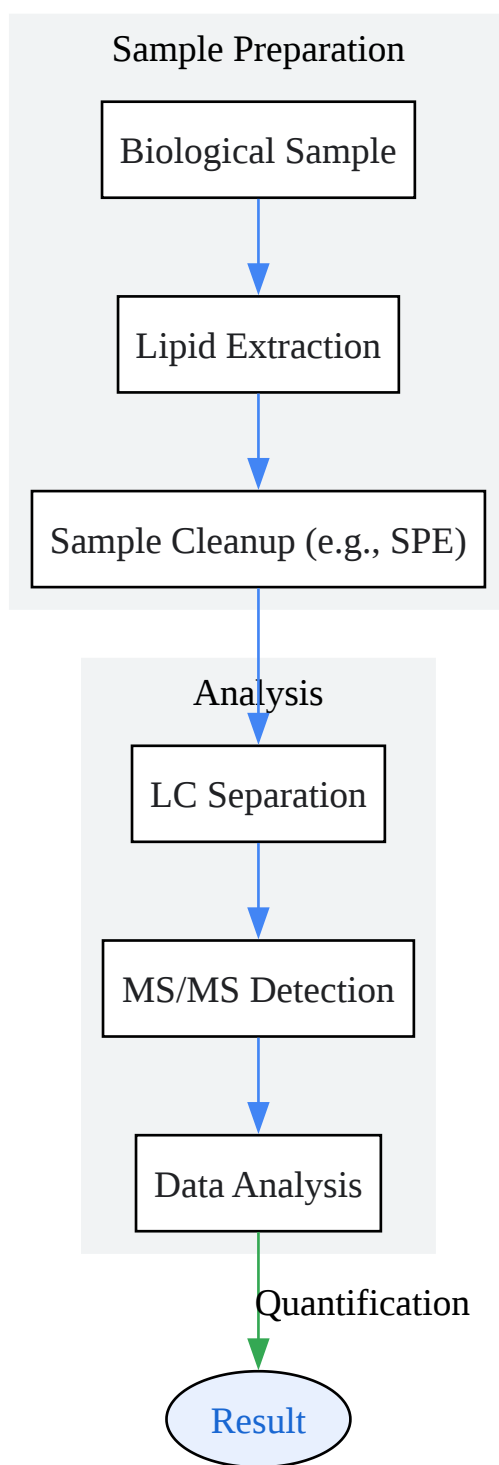 Sample Preparation
Biological Sample
Lipid Extraction
Sample Cleanup (e.g., SPE)
Analysis
LC Separation
MS/MS Detection
Data Analysis
Quantification
Result